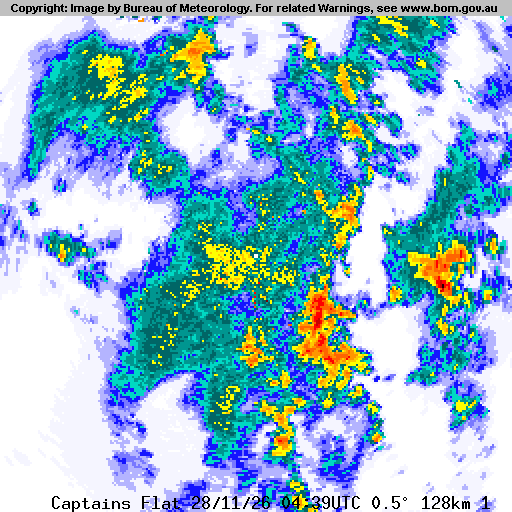 Copyright: Image by Bureau of Meteorology. For related Warnings, see www.bom.gov.au
Captains Flat 28/11/26 04:39UTC 0.5° 128km 1